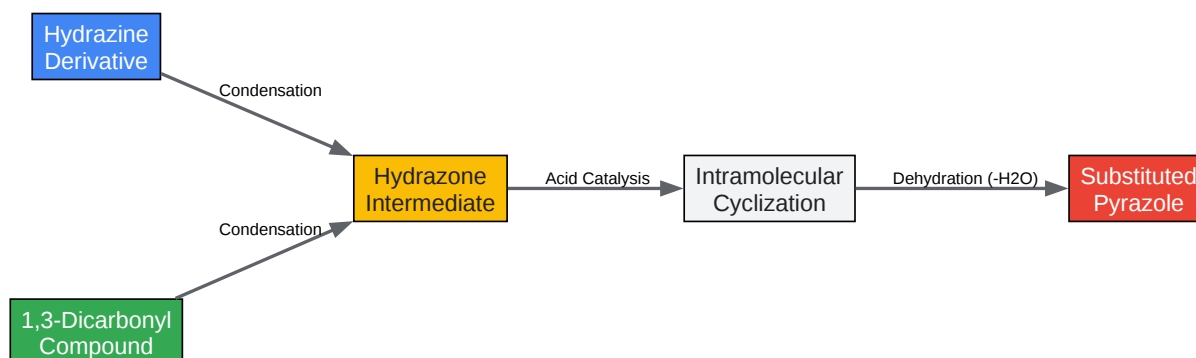 Hydrazine
Derivative
Condensation
Hydrazone
Intermediate
Acid Catalysis
Intramolecular
Cyclization
Dehydration (-H2O)
Substituted
Pyrazole
Condensation
1,3-Dicarbonyl
Compound